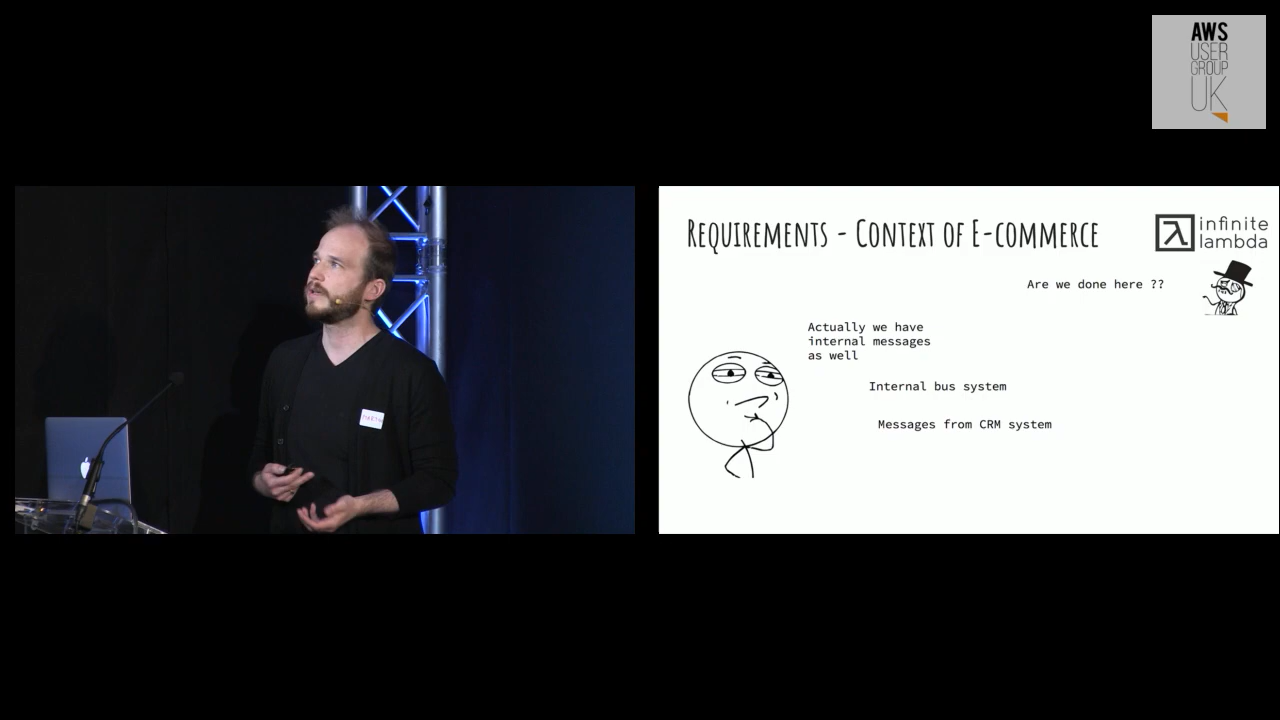 AWS
USER
GROUP
UK
REQUIREMENTS - CONTEXT OF E-COMMERCE
infinite
lambda
Are we done here ??
Actually we have
internal messages
as well
Internal bus system
Messages from CRM system